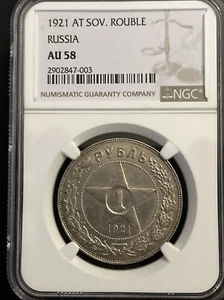 1921 AT SOV. ROUBLE
RUSSIA
AU 58
2902847-003
NUMISMATIC GUARANTY COMPANY
NGC
РУБЛЬ
1
1921